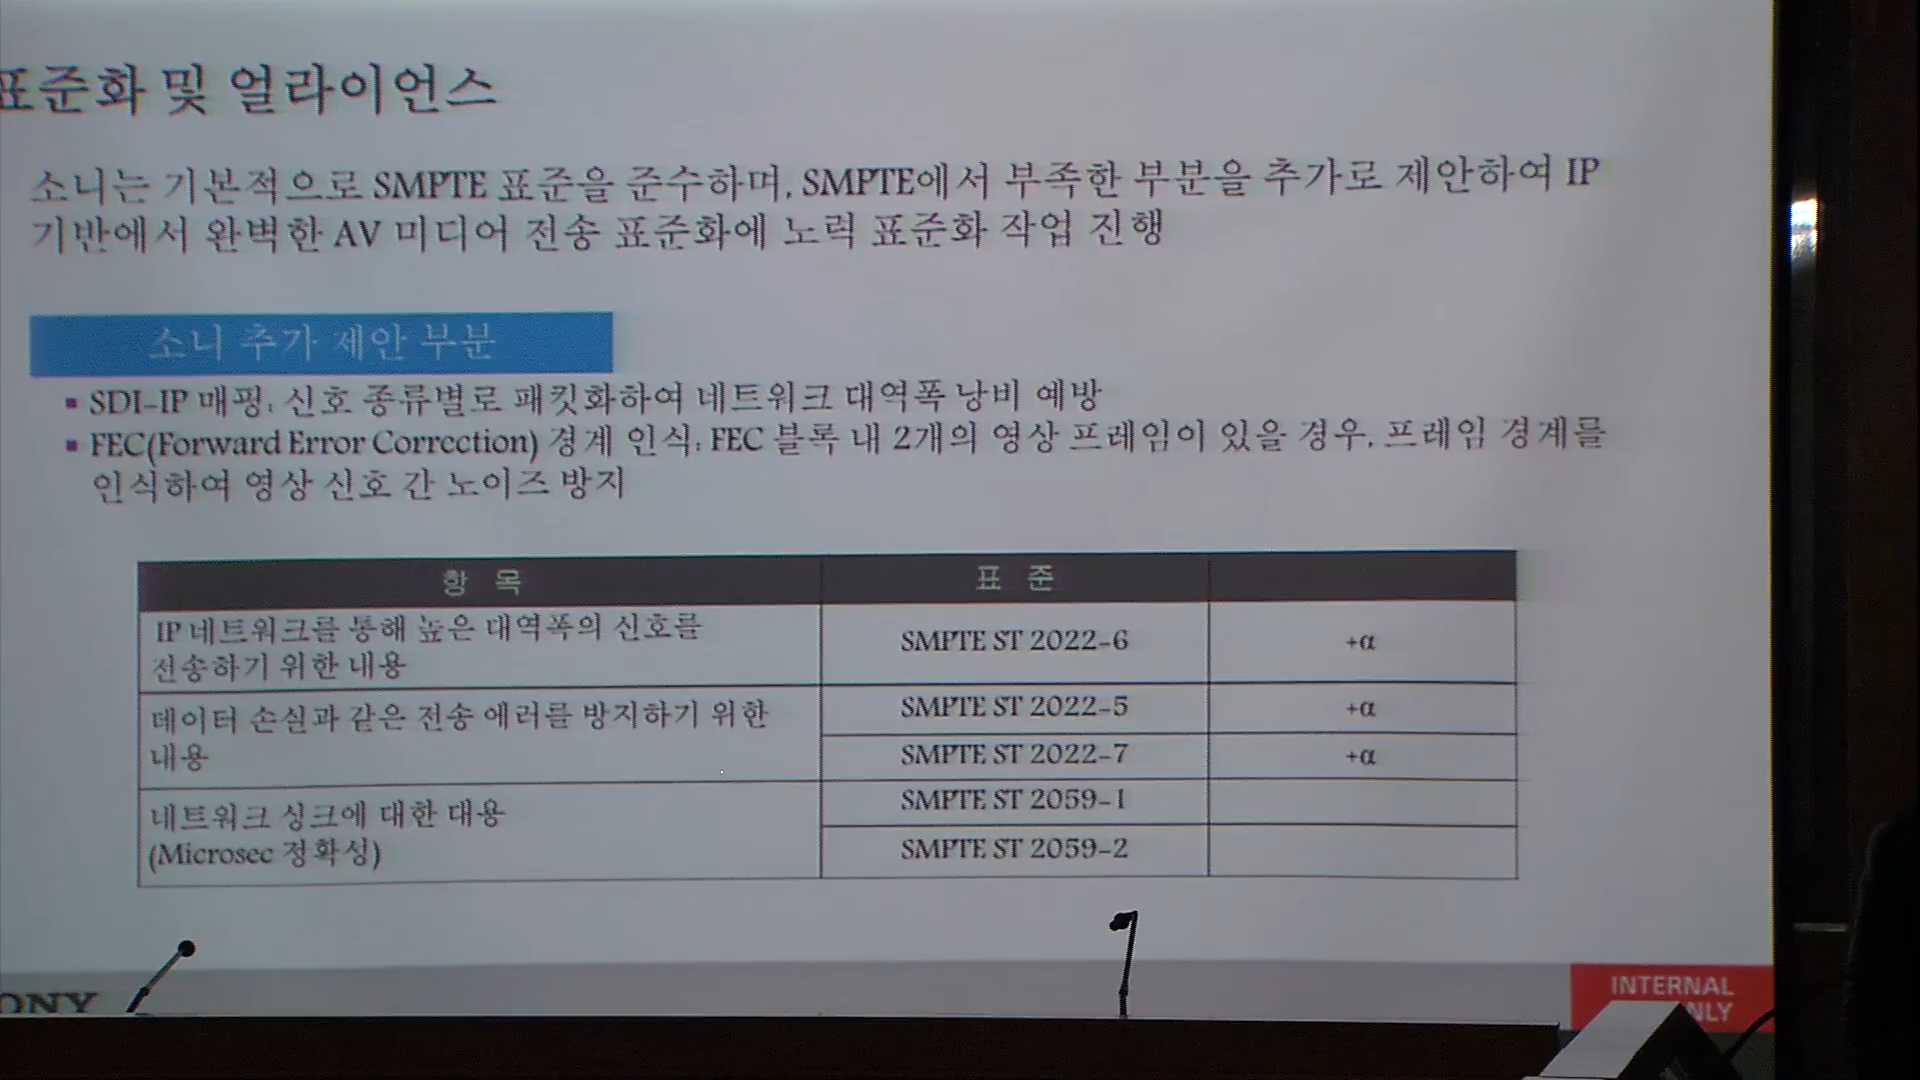 표준화 및 얼라이언스
소니는 기본적으로 SMPTE 표준을 준수하며, SMPTE에서 부족한 부분을 추가로 제안하여 IP
기반에서 완벽한 AV 미디어 전송 표준화에 노력 표준화 작업 진행
소니 추가 제안 부분
▪ SDI-IP 매핑: 신호 종류별로 패킷화하여 네트워크 대역폭 낭비 예방
▪ FEC(Forward Error Correction) 경계 인식: FEC 블록 내 2개의 영상 프레임이 있을 경우, 프레임 경계를
인식하여 영상 신호 간 노이즈 방지
항 목 표 준
IP 네트워크를 통해 높은 대역폭의 신호를
전송하기 위한 내용
SMPTE ST 2022-6 +α
데이터 손실과 같은 전송 에러를 방지하기 위한
내용
SMPTE ST 2022-5 +α
SMPTE ST 2022-7 +α
네트워크 싱크에 대한 대용
(Microsec 정확성)
SMPTE ST 2059-1
SMPTE ST 2059-2
ONY
INTERNAL
NLY